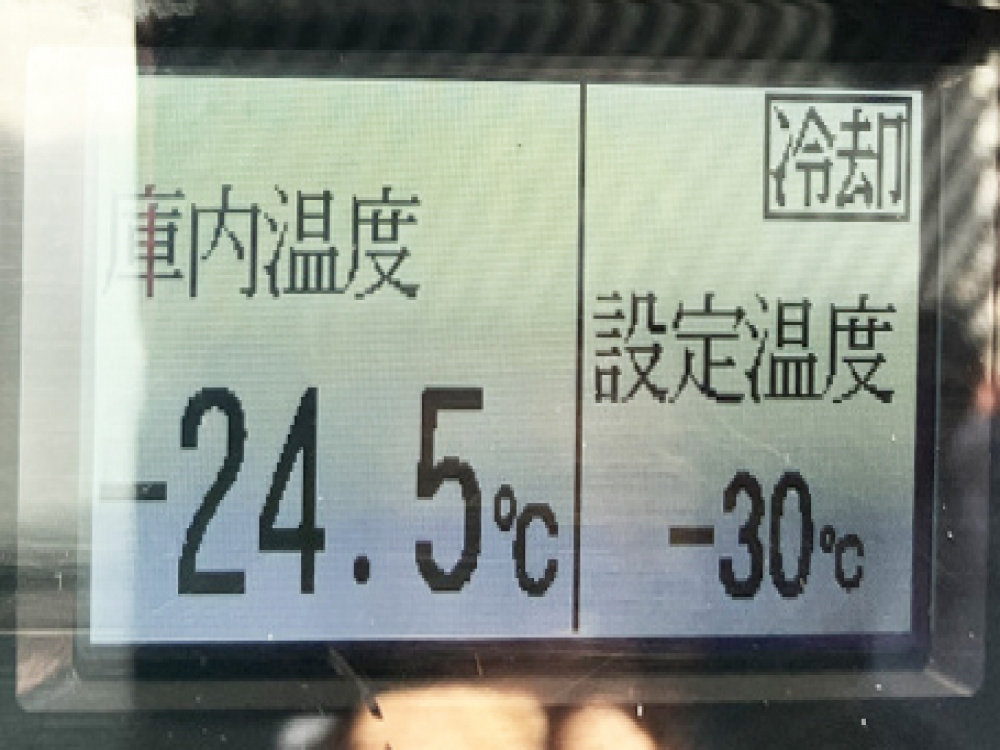 庫内温度
-24.5℃
冷却
設定温度
-30℃